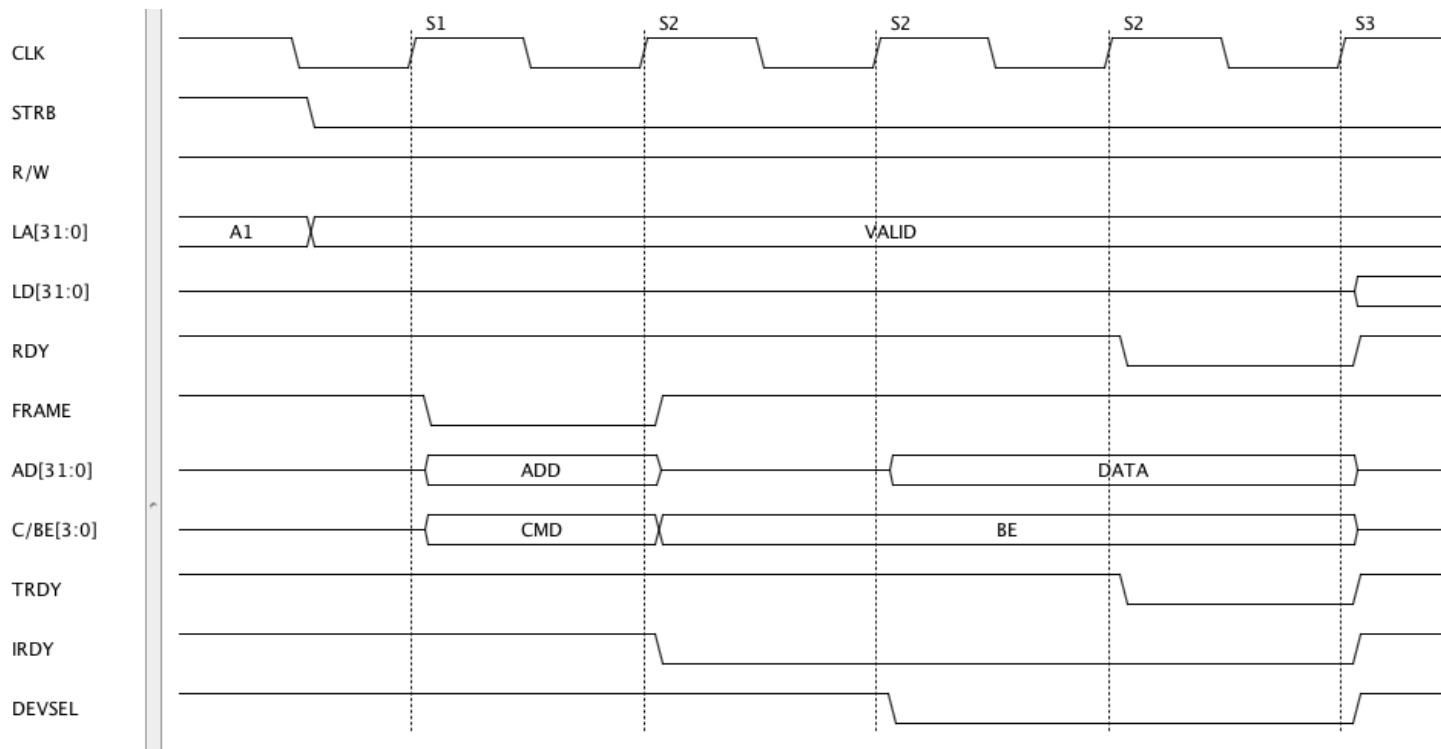 S1 S2 S2 S2 S3
CLK
STRB
R/W
LA[31:0] A1 VALID
LD[31:0]
RDY
FRAME
AD[31:0] ADD DATA
C/BE[3:0] CMD BE
TRDY
IRDY
DEVSEL